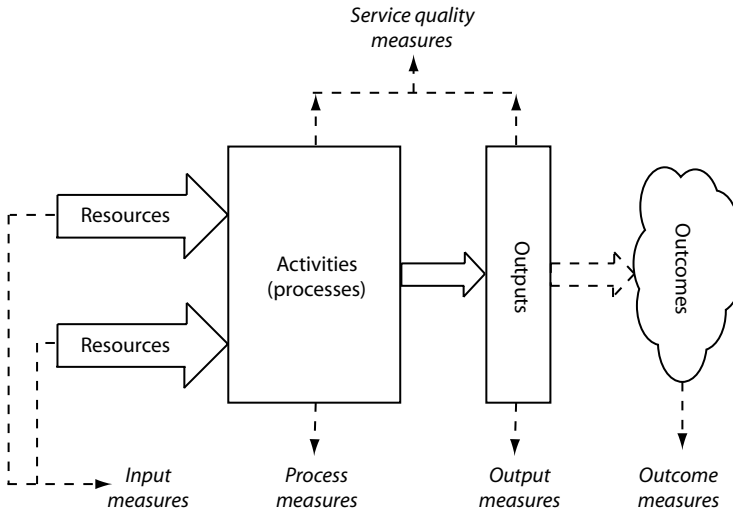 Service quality
measures
Resources
Activities
(processes)
Outputs
Outcomes
Resources
Input
measures
Process
measures
Output
measures
Outcome
measures